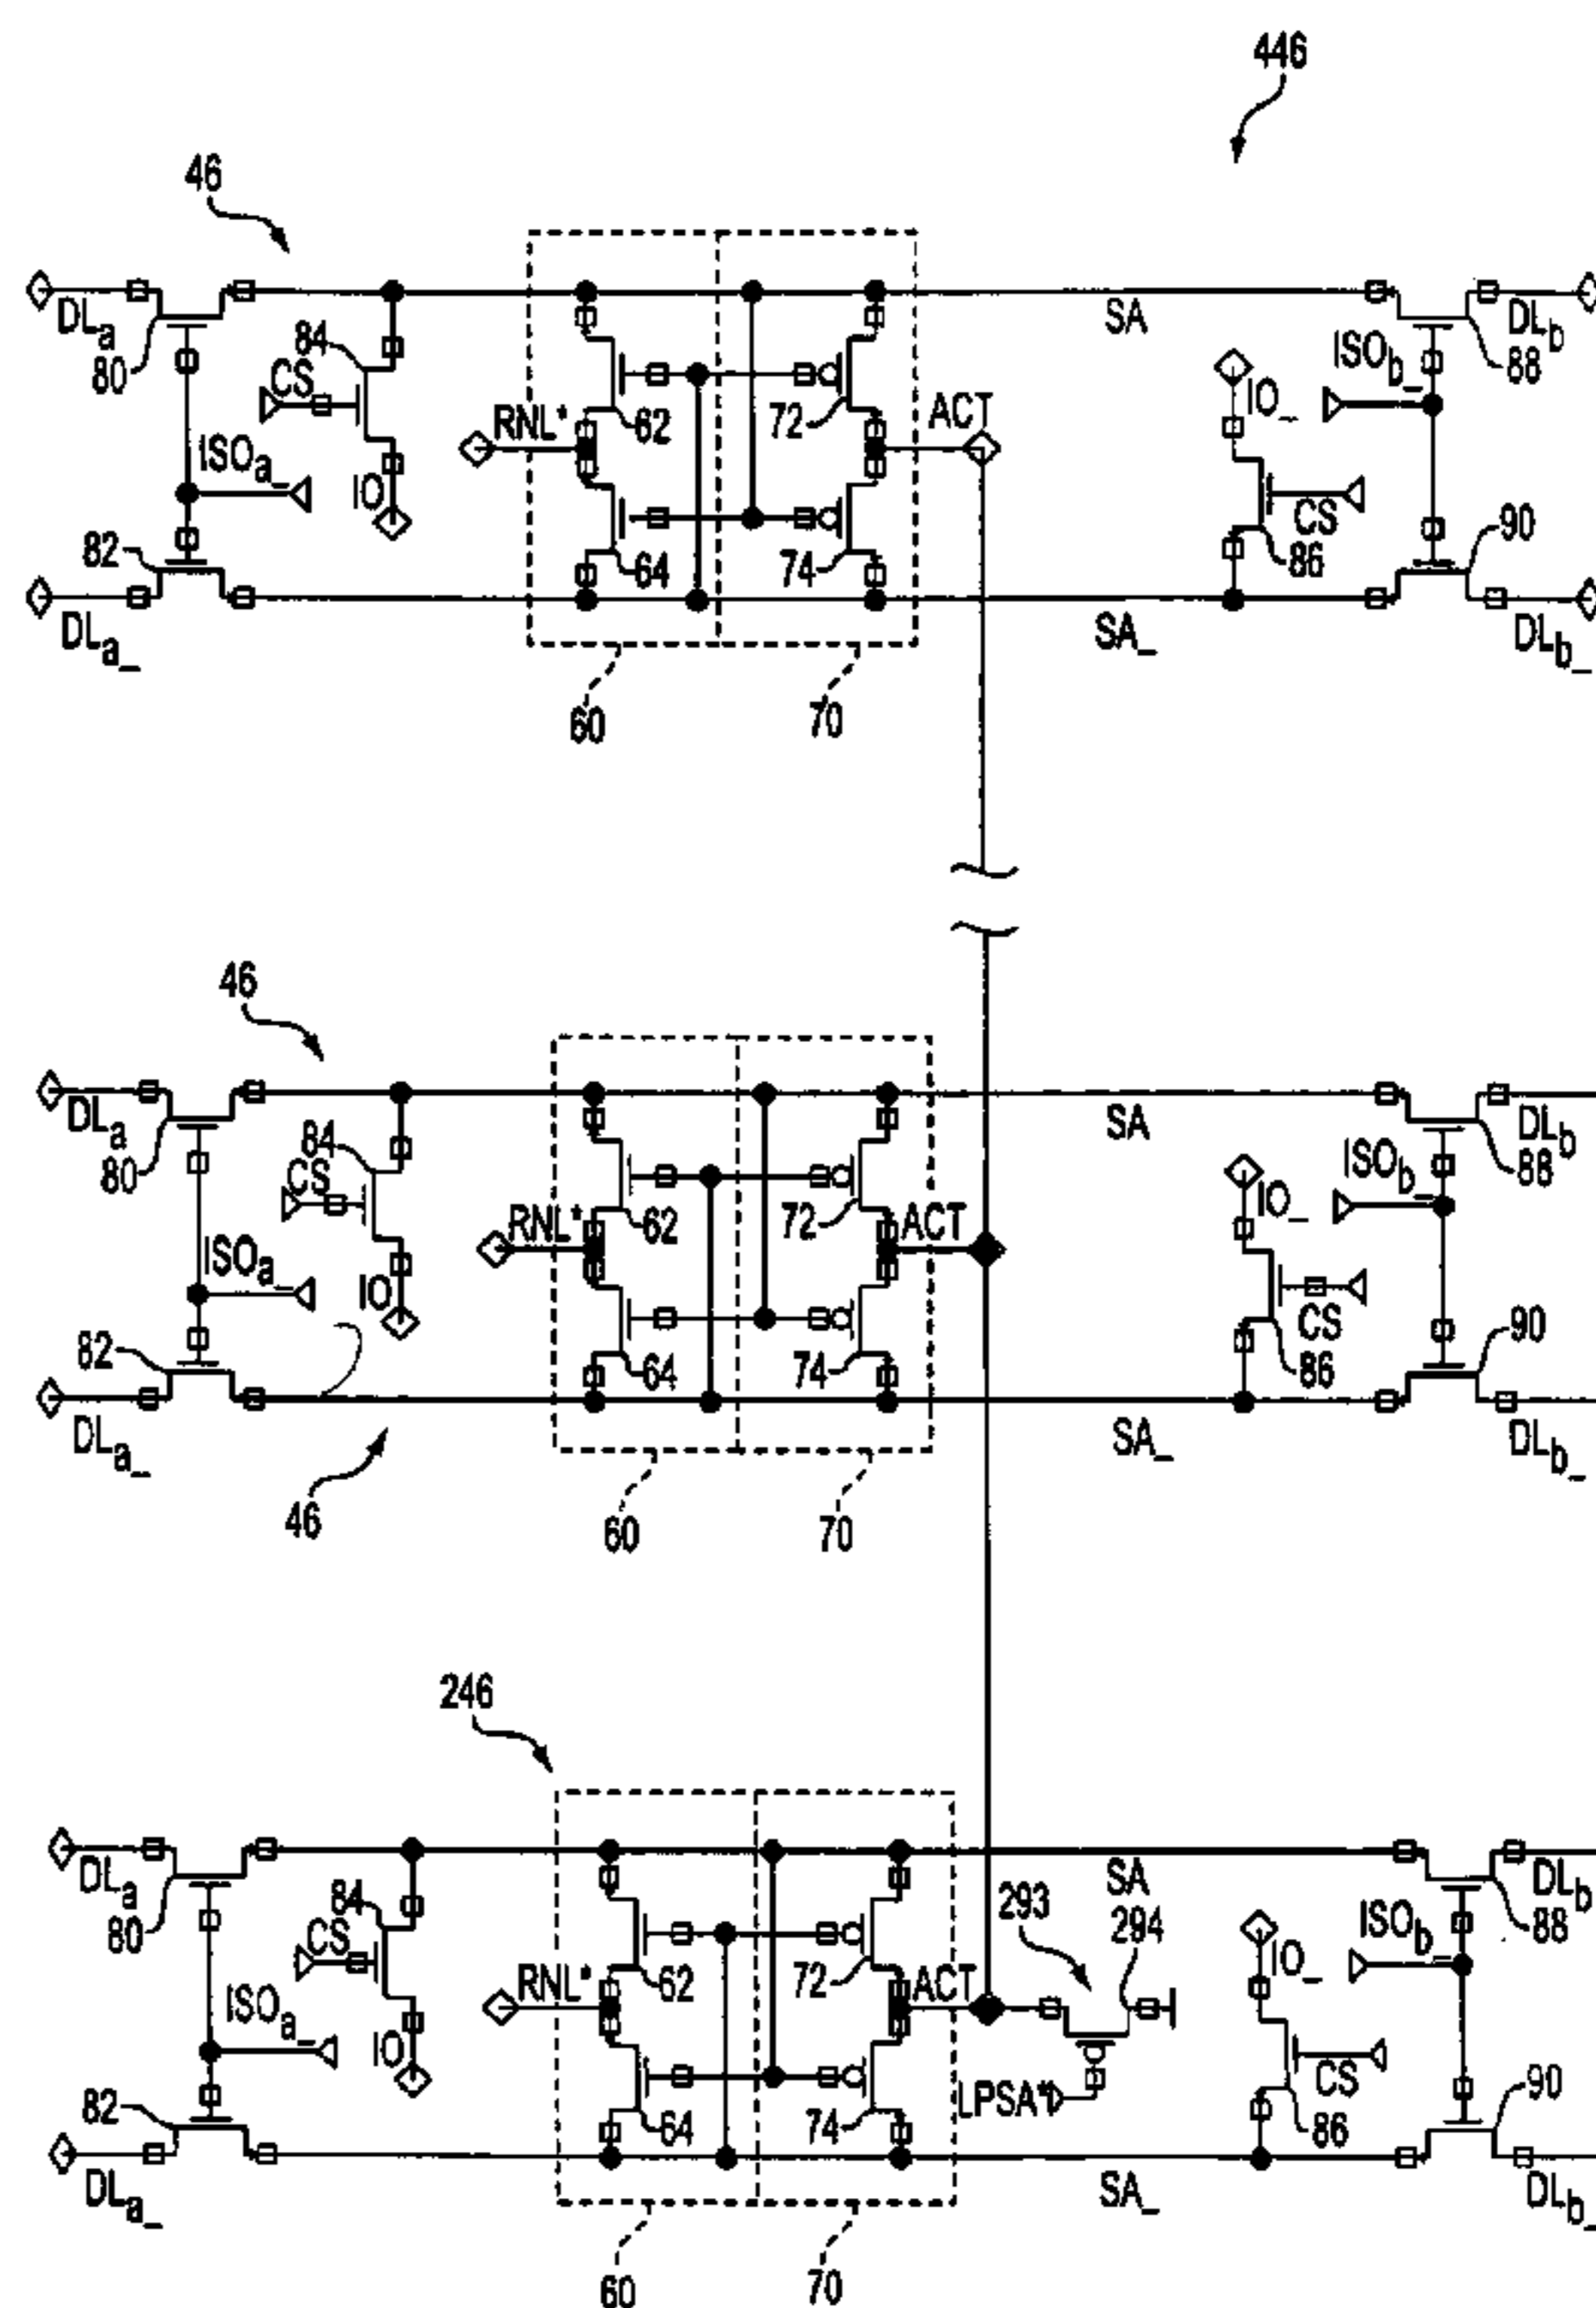 446
46
DLa
80
84
CS
ISOa_
IO
82
DLa_
RNL*
62
64
72
74
ACT
60
70
SA
SA_
IO_
CS
86
ISOb_
DLb
88
90
DLb_
46
DLa
80
84
CS
ISOa_
IO
82
DLa_
46
RNL*
62
64
72
74
ACT
60
70
SA
SA_
IO_
CS
86
ISOb_
DLb
88
90
DLb_
246
DLa
80
84
CS
ISOa_
IO
82
DLa_
RNL*
62
64
72
74
ACT
60
70
SA
293
294
LPSA*
SA_
IO_
CS
86
ISOb_
DLb
88
90
DLb_